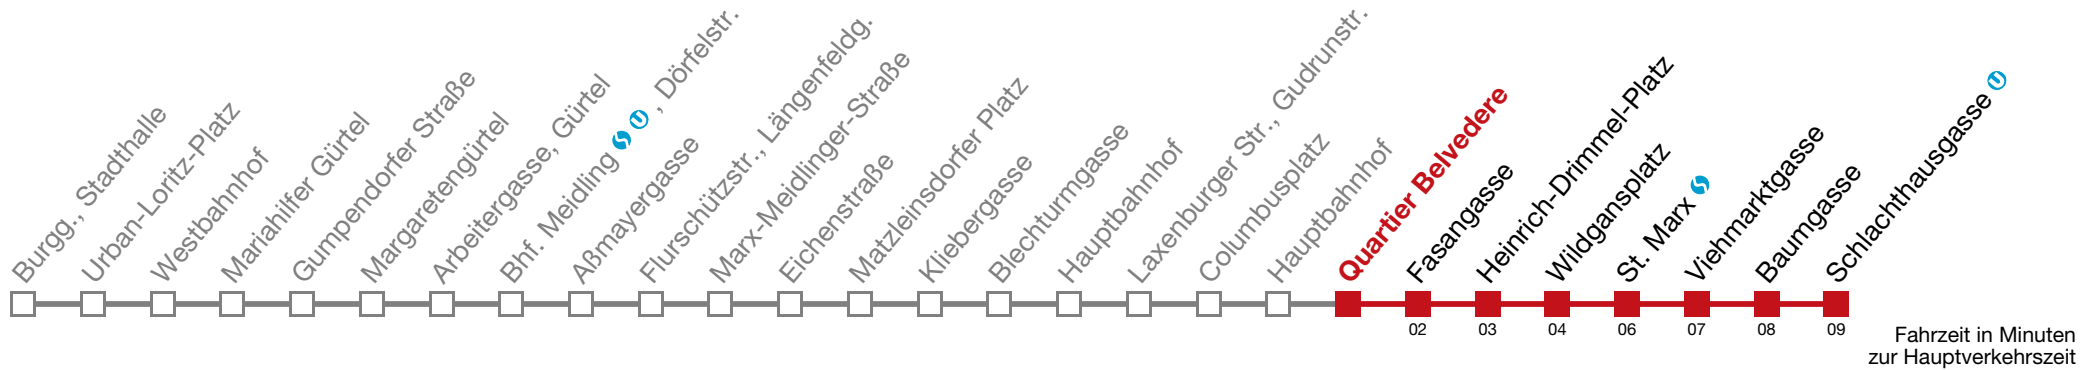 Burgg., Stadthalle
Urban-Loritz-Platz
Westbahnhof
Mariahilfer Gürtel
Gumpendorfer Straße
Margaretengürtel
Arbeitergasse, Gürtel
Bhf. Meidling S U , Dörfelstr.
Aßmayergasse
Flurschützstr., Längenfeldg.
Marx-Meidlinger-Straße
Eichenstraße
Matzleinsdorfer Platz
Kliebergasse
Blechturmgasse
Hauptbahnhof
Laxenburger Str., Gudrunstr.
Columbusplatz
Hauptbahnhof
Quartier Belvedere
Fasangasse
Heinrich-Drimmel-Platz
Wildgansplatz
St. Marx S
Viehmarktgasse
Baumgasse
Schlachthausgasse U
02 03 04 06 07 08 09
Fahrzeit in Minuten
zur Hauptverkehrszeit